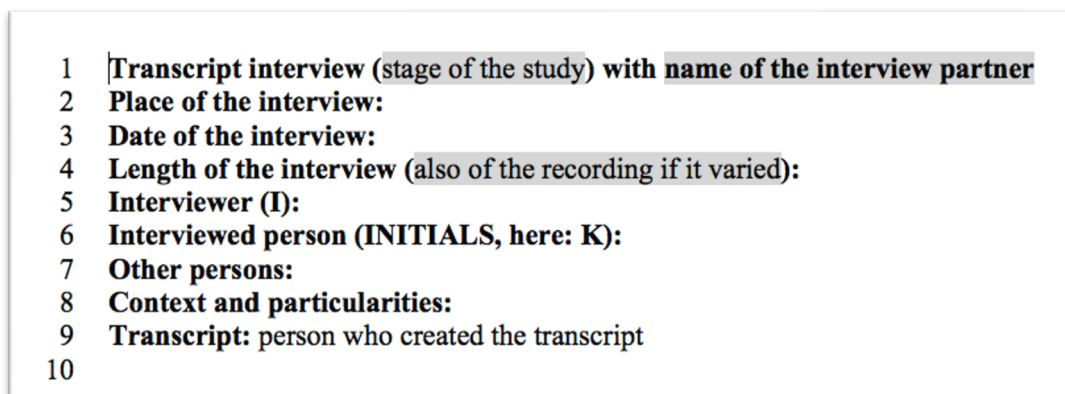 1 Transcript interview (stage of the study) with name of the interview partner
2 Place of the interview:
3 Date of the interview:
4 Length of the interview (also of the recording if it varied):
5 Interviewer (I):
6 Interviewed person (INITIALS, here: K):
7 Other persons:
8 Context and particularities:
9 Transcript: person who created the transcript
10